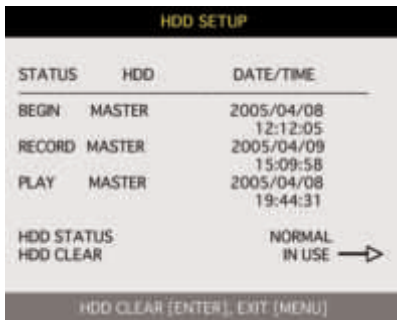 HDD SETUP
STATUS HDD DATE/TIME
BEGIN MASTER 2005/04/08
12:12:05
RECORD MASTER 2005/04/09
15:09:58
PLAY MASTER 2005/04/08
19:44:31
HDD STATUS NORMAL
HDD CLEAR IN USE
HDD CLEAR [ENTER], EXIT [MENU]